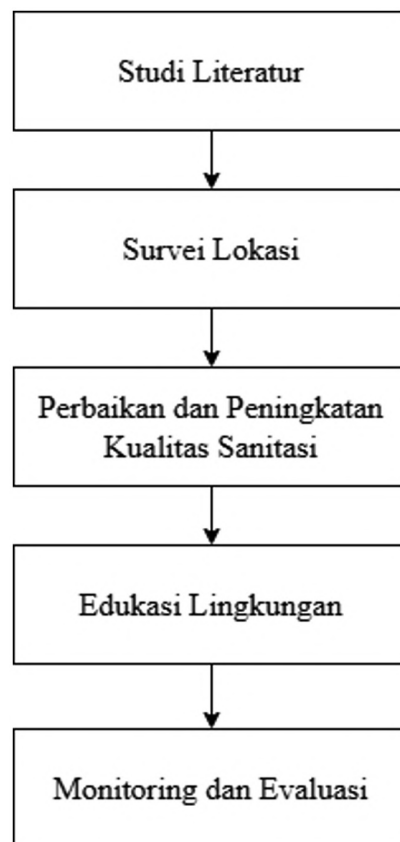 Studi Literatur
Survei Lokasi
Perbaikan dan Peningkatan
Kualitas Sanitasi
Edukasi Lingkungan
Monitoring dan Evaluasi